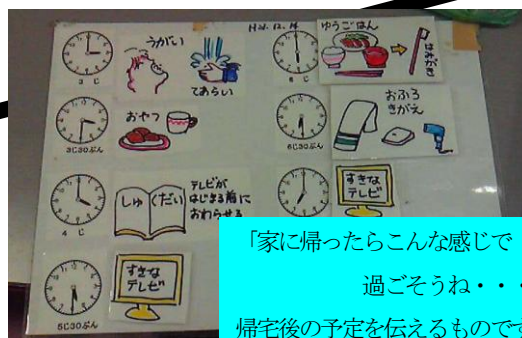 H21.12.14
3じ
うがい
てあらい
3じ30ぷん
おやつ
4じ
しゅくだい
テレビが
はじまる前に
おわらせる
5じ30ぷん
すきな
テレビ
6じ
ゆうごはん
はみがき
6じ30ぷん
おふろ
きがえ
すきな
テレビ
「家に帰ったらこんな感じで
過ごそうね・・
帰宅後の予定を伝えるものです